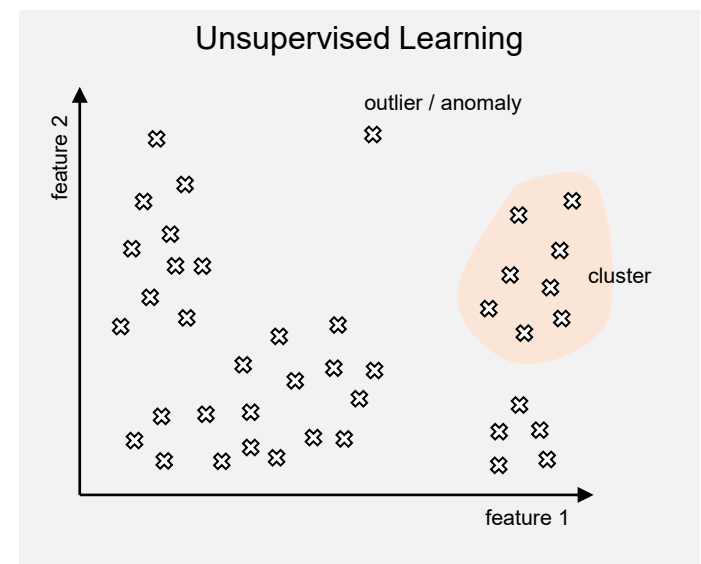 Unsupervised Learning
outlier / anomaly
feature 2
cluster
feature 1